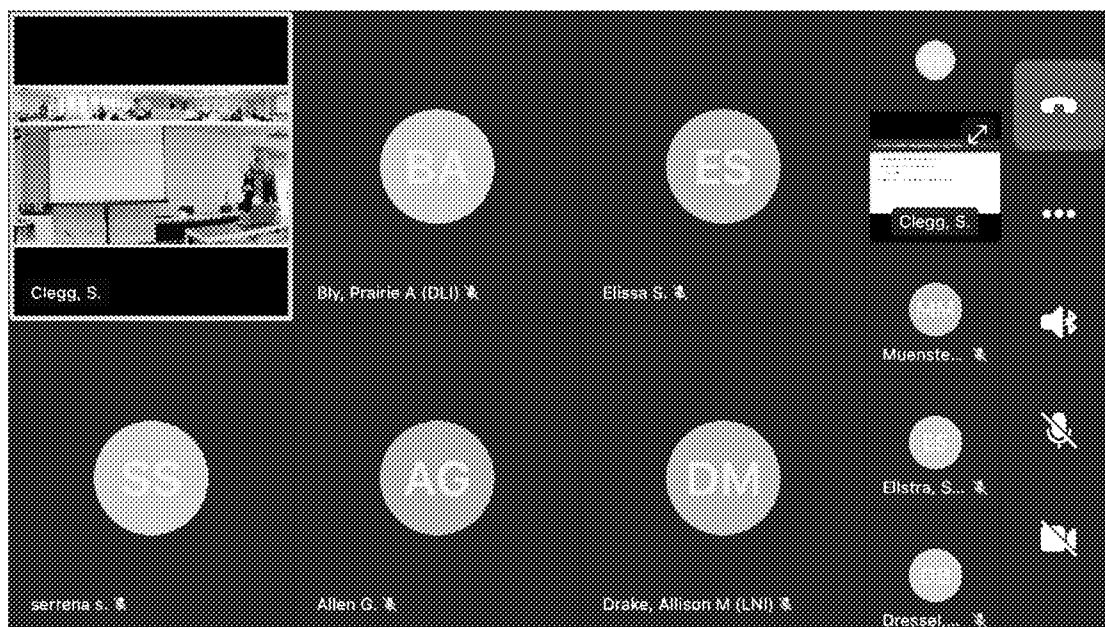 BA
ES
Clegg, S.
Clegg, S.
Bly, Prairie A (DLI)
Elissa S.
Muenste...
SS
AG
DM
Ellstra, S...
serrena s.
Allen G.
Drake, Allison M (LNI)
Dressel,...